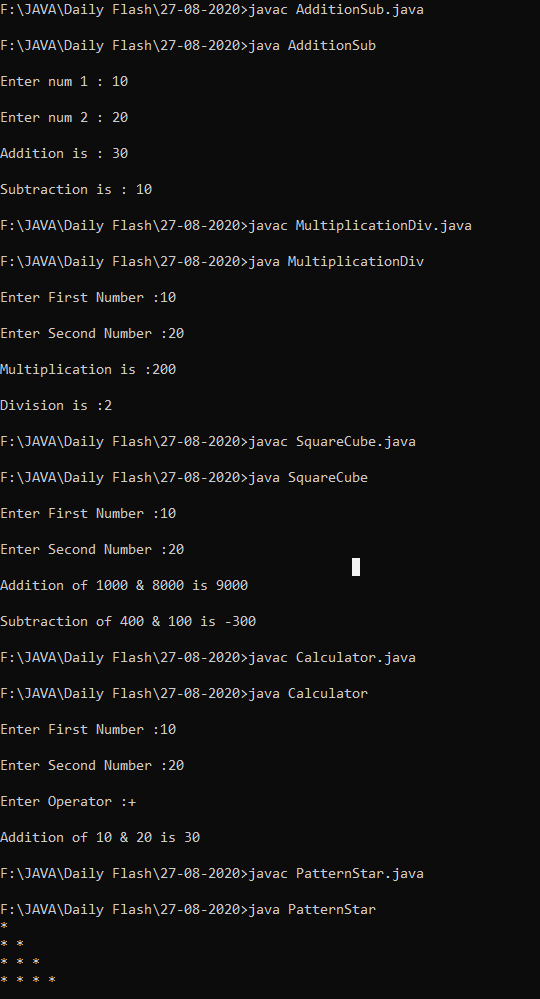 F:\JAVA\Daily Flash\27-08-2020>javac AdditionSub.java
F:\JAVA\Daily Flash\27-08-2020>java AdditionSub
Enter num 1 : 10
Enter num 2 : 20
Addition is : 30
Subtraction is : 10
F:\JAVA\Daily Flash\27-08-2020>javac MultiplicationDiv.java
F:\JAVA\Daily Flash\27-08-2020>java MultiplicationDiv
Enter First Number :10
Enter Second Number :20
Multiplication is :200
Division is :2
F:\JAVA\Daily Flash\27-08-2020>javac SquareCube.java
F:\JAVA\Daily Flash\27-08-2020>java SquareCube
Enter First Number :10
Enter Second Number :20
Addition of 1000 & 8000 is 9000
Subtraction of 400 & 100 is -300
F:\JAVA\Daily Flash\27-08-2020>javac Calculator.java
F:\JAVA\Daily Flash\27-08-2020>java Calculator
Enter First Number :10
Enter Second Number :20
Enter Operator :+
Addition of 10 & 20 is 30
F:\JAVA\Daily Flash\27-08-2020>javac PatternStar.java
F:\JAVA\Daily Flash\27-08-2020>java PatternStar
*
* *
* * *
* * * *